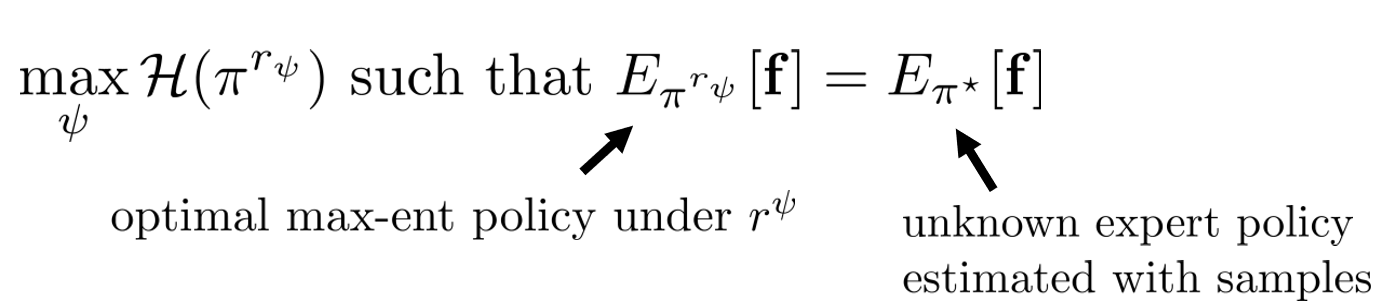 max_ψ 𝓗(π^{r_ψ}) such that E_{π^{r_ψ}}[𝐟] = E_{π^⋆}[𝐟]
optimal max-ent policy under r^ψ
unknown expert policy
estimated with samples